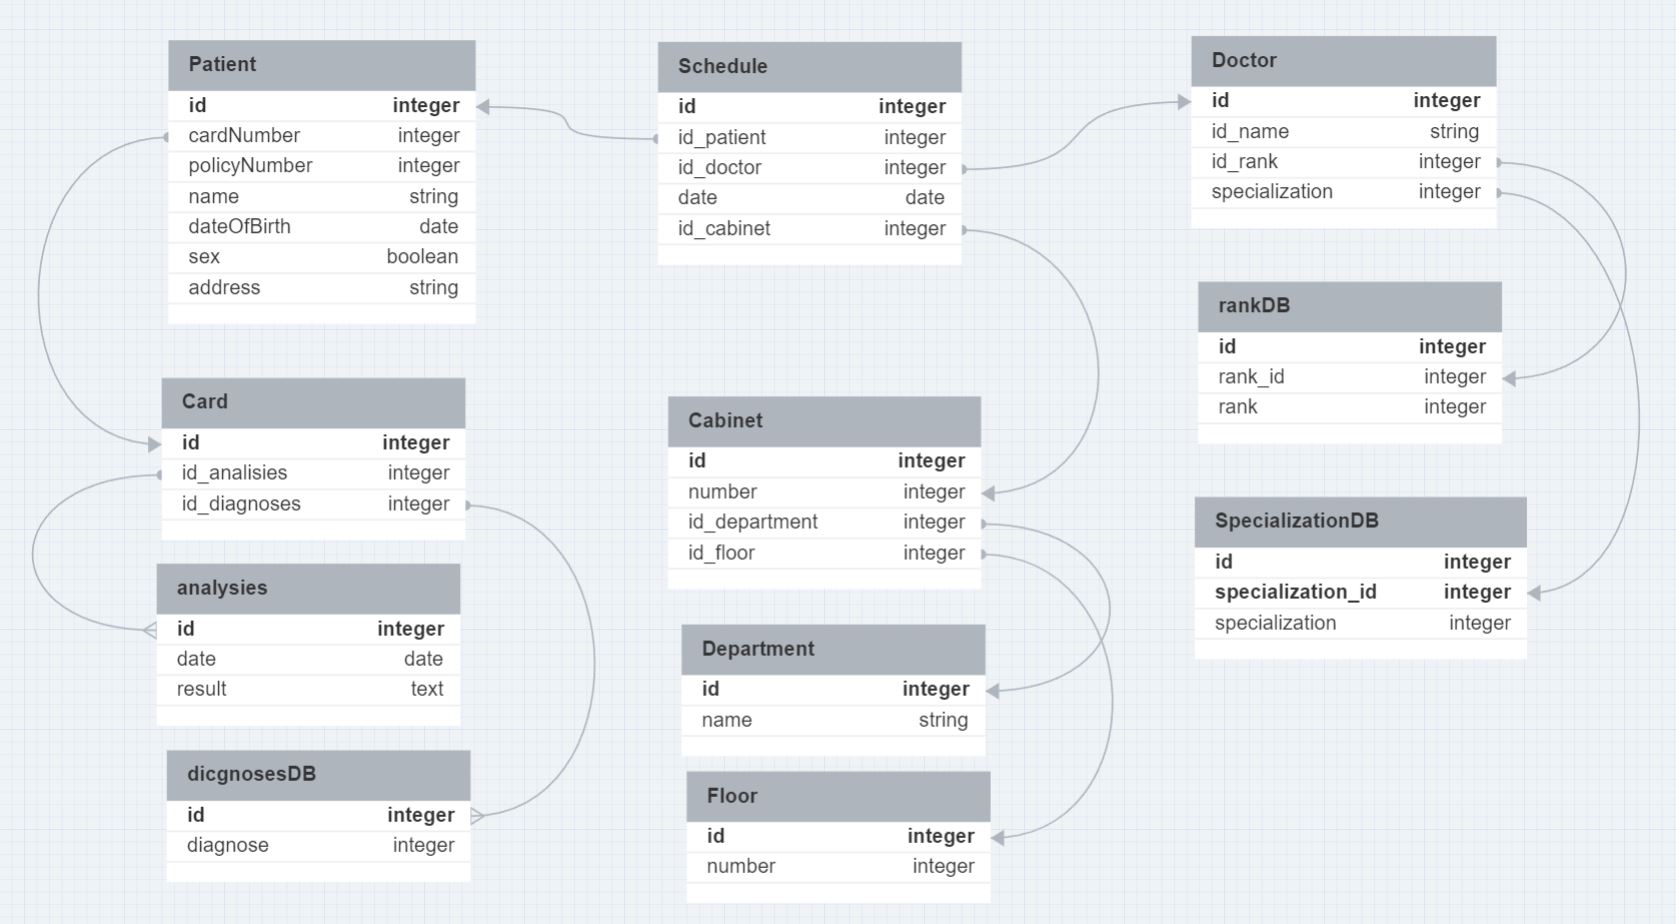 Patient
id integer
cardNumber integer
policyNumber integer
name string
dateOfBirth date
sex boolean
address string
Schedule
id integer
id_patient integer
id_doctor integer
date date
id_cabinet integer
Doctor
id integer
id_name string
id_rank integer
specialization integer
rankDB
id integer
rank_id integer
rank integer
Card
id integer
id_analisies integer
id_diagnoses integer
Cabinet
id integer
number integer
id_department integer
id_floor integer
SpecializationDB
id integer
specialization_id integer
specialization integer
analysies
id integer
date date
result text
Department
id integer
name string
dicgnosesDB
id integer
diagnose integer
Floor
id integer
number integer